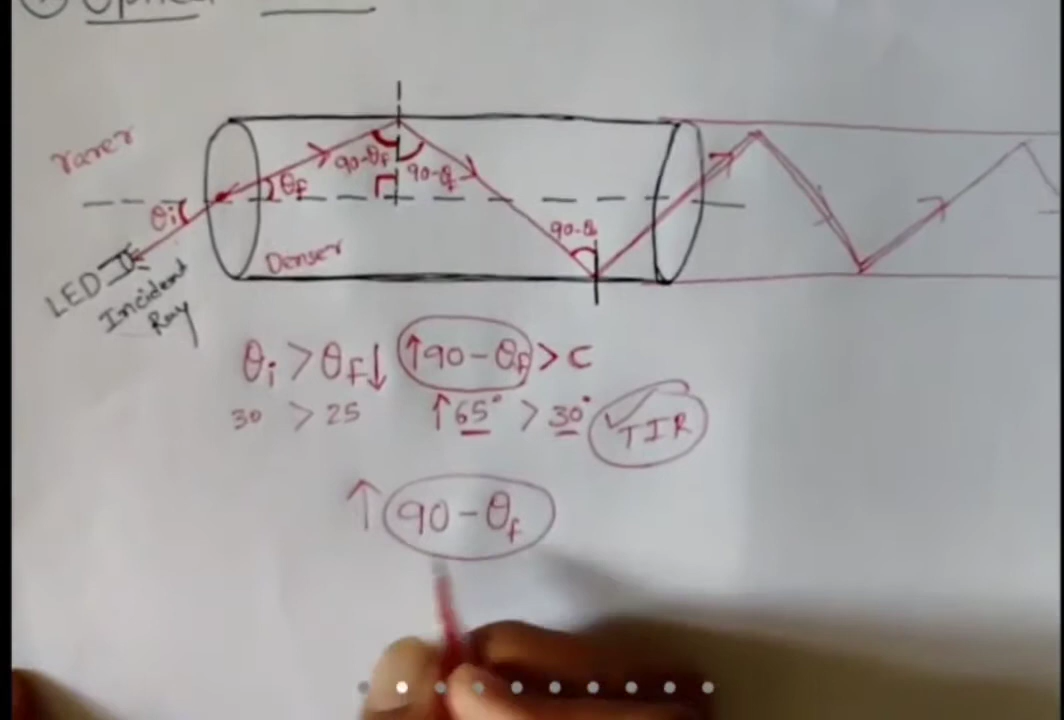 Optical
rarer
θi
θf
90-θf
90-θf
90-θ
Denser
LED
Incident
Ray
θi > θf↓ (↑90-θf) > C
30 > 25 ↑65° > 30° ✓TIR
↑ (90-θf)